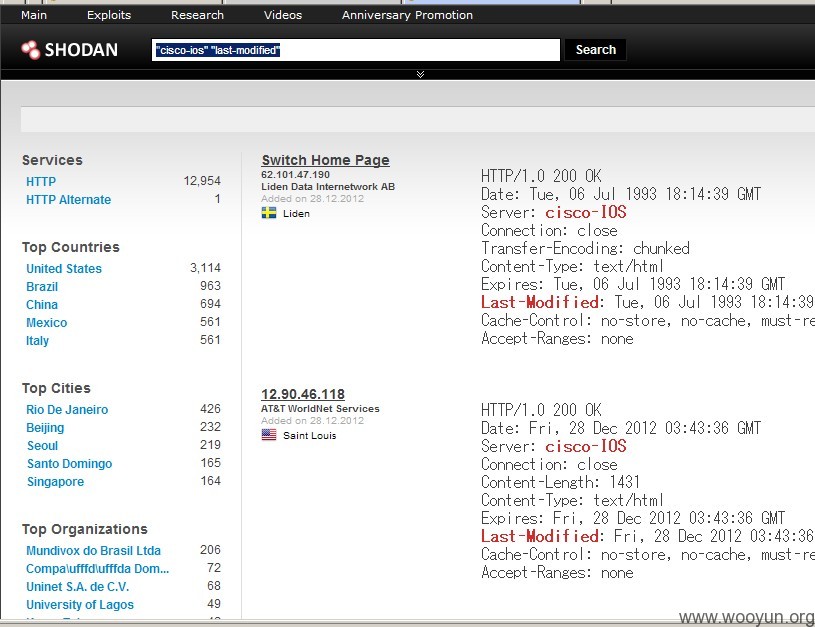 Main Exploits Research Videos Anniversary Promotion
SHODAN "cisco-ios" "last-modified" Search
Services
HTTP 12,954
HTTP Alternate 1
Top Countries
United States 3,114
Brazil 963
China 694
Mexico 561
Italy 561
Top Cities
Rio De Janeiro 426
Beijing 232
Seoul 219
Santo Domingo 165
Singapore 164
Top Organizations
Mundivox do Brasil Ltda 206
Compa\ufffd\ufffda Dom... 72
Uninet S.A. de C.V. 68
University of Lagos 49
Switch Home Page
62.101.47.190
Liden Data Internetwork AB
Added on 28.12.2012
Liden
HTTP/1.0 200 OK
Date: Tue, 06 Jul 1993 18:14:39 GMT
Server: cisco-IOS
Connection: close
Transfer-Encoding: chunked
Content-Type: text/html
Expires: Tue, 06 Jul 1993 18:14:39 GMT
Last-Modified: Tue, 06 Jul 1993 18:14:39
Cache-Control: no-store, no-cache, must-re
Accept-Ranges: none
12.90.46.118
AT&T WorldNet Services
Added on 28.12.2012
Saint Louis
HTTP/1.0 200 OK
Date: Fri, 28 Dec 2012 03:43:36 GMT
Server: cisco-IOS
Connection: close
Content-Length: 1431
Content-Type: text/html
Expires: Fri, 28 Dec 2012 03:43:36 GMT
Last-Modified: Fri, 28 Dec 2012 03:43:36
Cache-Control: no-store, no-cache, must-re
Accept-Ranges: none
www.wooyun.org